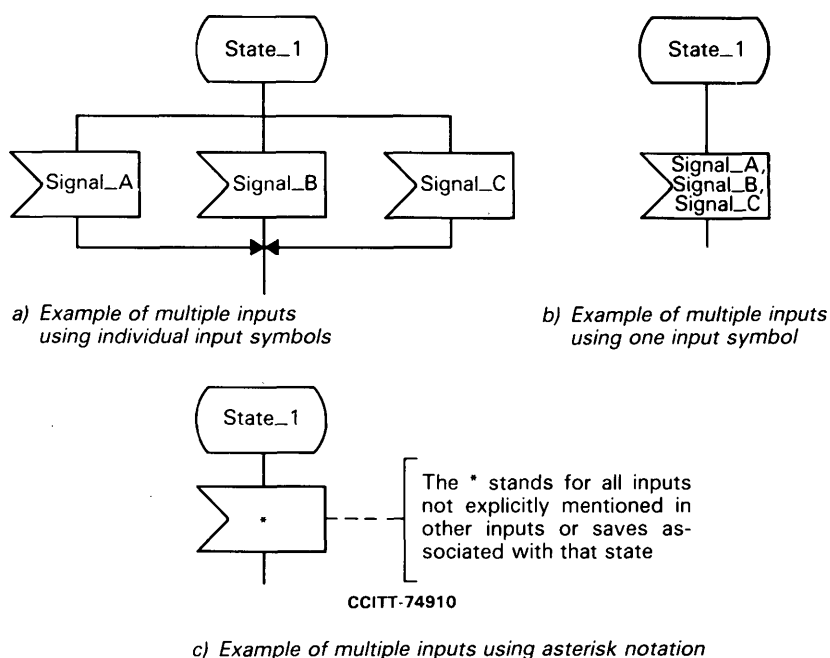 State_1
Signal_A
Signal_B
Signal_C
a) Example of multiple inputs
using individual input symbols
State_1
Signal_A,
Signal_B,
Signal_C
b) Example of multiple inputs
using one input symbol
State_1
*
The * stands for all inputs
not explicitly mentioned in
other inputs or saves as-
sociated with that state
CCITT-74910
c) Example of multiple inputs using asterisk notation